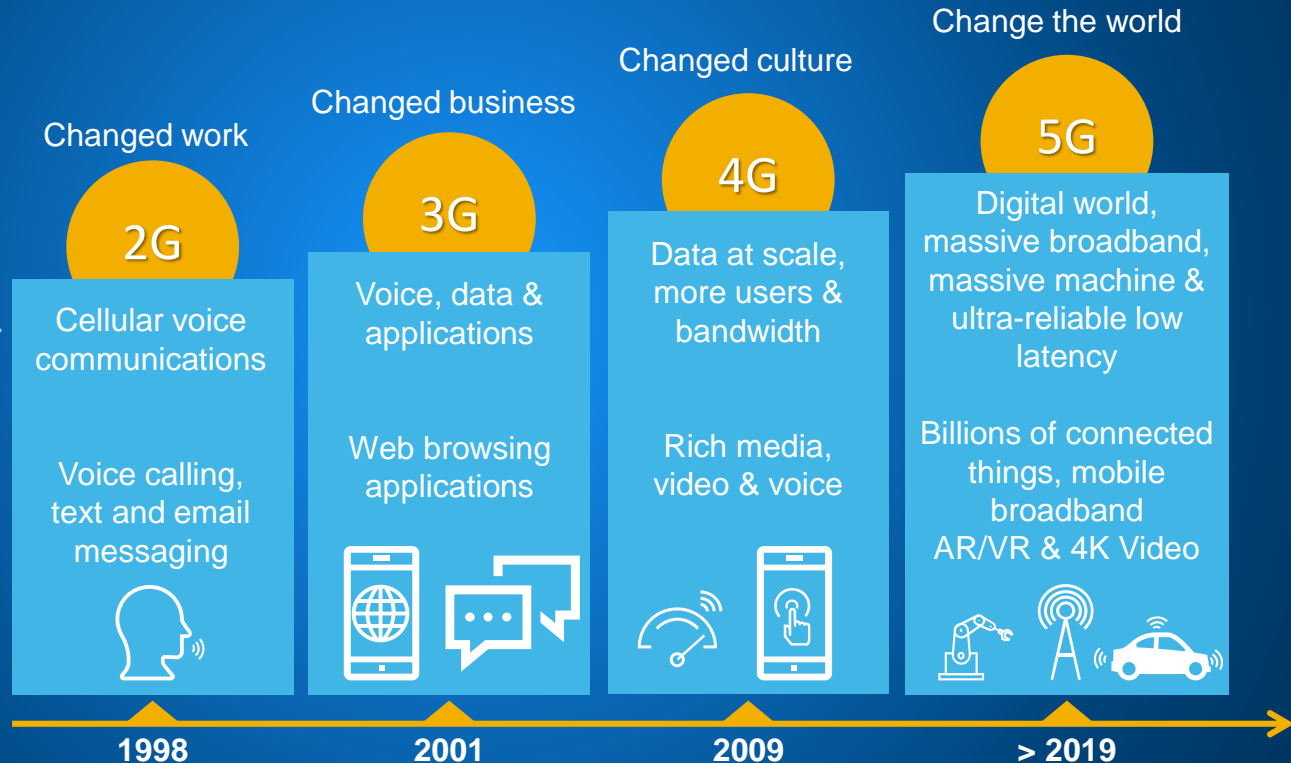 Changed work
2G
Cellular voice
communications
Voice calling,
text and email
messaging
1998
Changed business
3G
Voice, data &
applications
Web browsing
applications
2001
Changed culture
4G
Data at scale,
more users &
bandwidth
Rich media,
video & voice
2009
Change the world
5G
Digital world,
massive broadband,
massive machine &
ultra-reliable low
latency
Billions of connected
things, mobile
broadband
AR/VR & 4K Video
> 2019